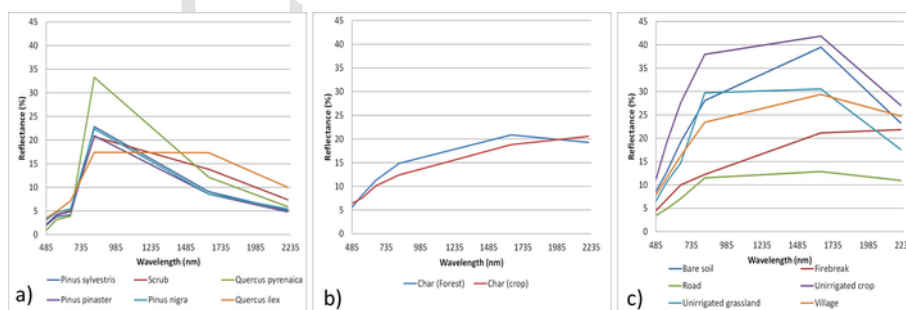 45
40
35
30
25
20
15
10
5
0
Reflectance (%)
485 735 985 1235 1485 1735 1985 2235
Wavelength (nm)
Pinus sylvestris Scrub Quercus pyrenaica
Pinus pinaster Pinus nigra Quercus ilex
a)
45
40
35
30
25
20
15
10
5
0
Reflectance (%)
485 735 985 1235 1485 1735 1985 2235
Wavelength (nm)
Char (Forest) Char (crop)
b)
45
40
35
30
25
20
15
10
5
0
Reflectance (%)
485 735 985 1235 1485 1735 1985 223
Wavelength (nm)
Bare soil Firebreak
Road Unirrigated crop
Unirrigated grassland Village
c)